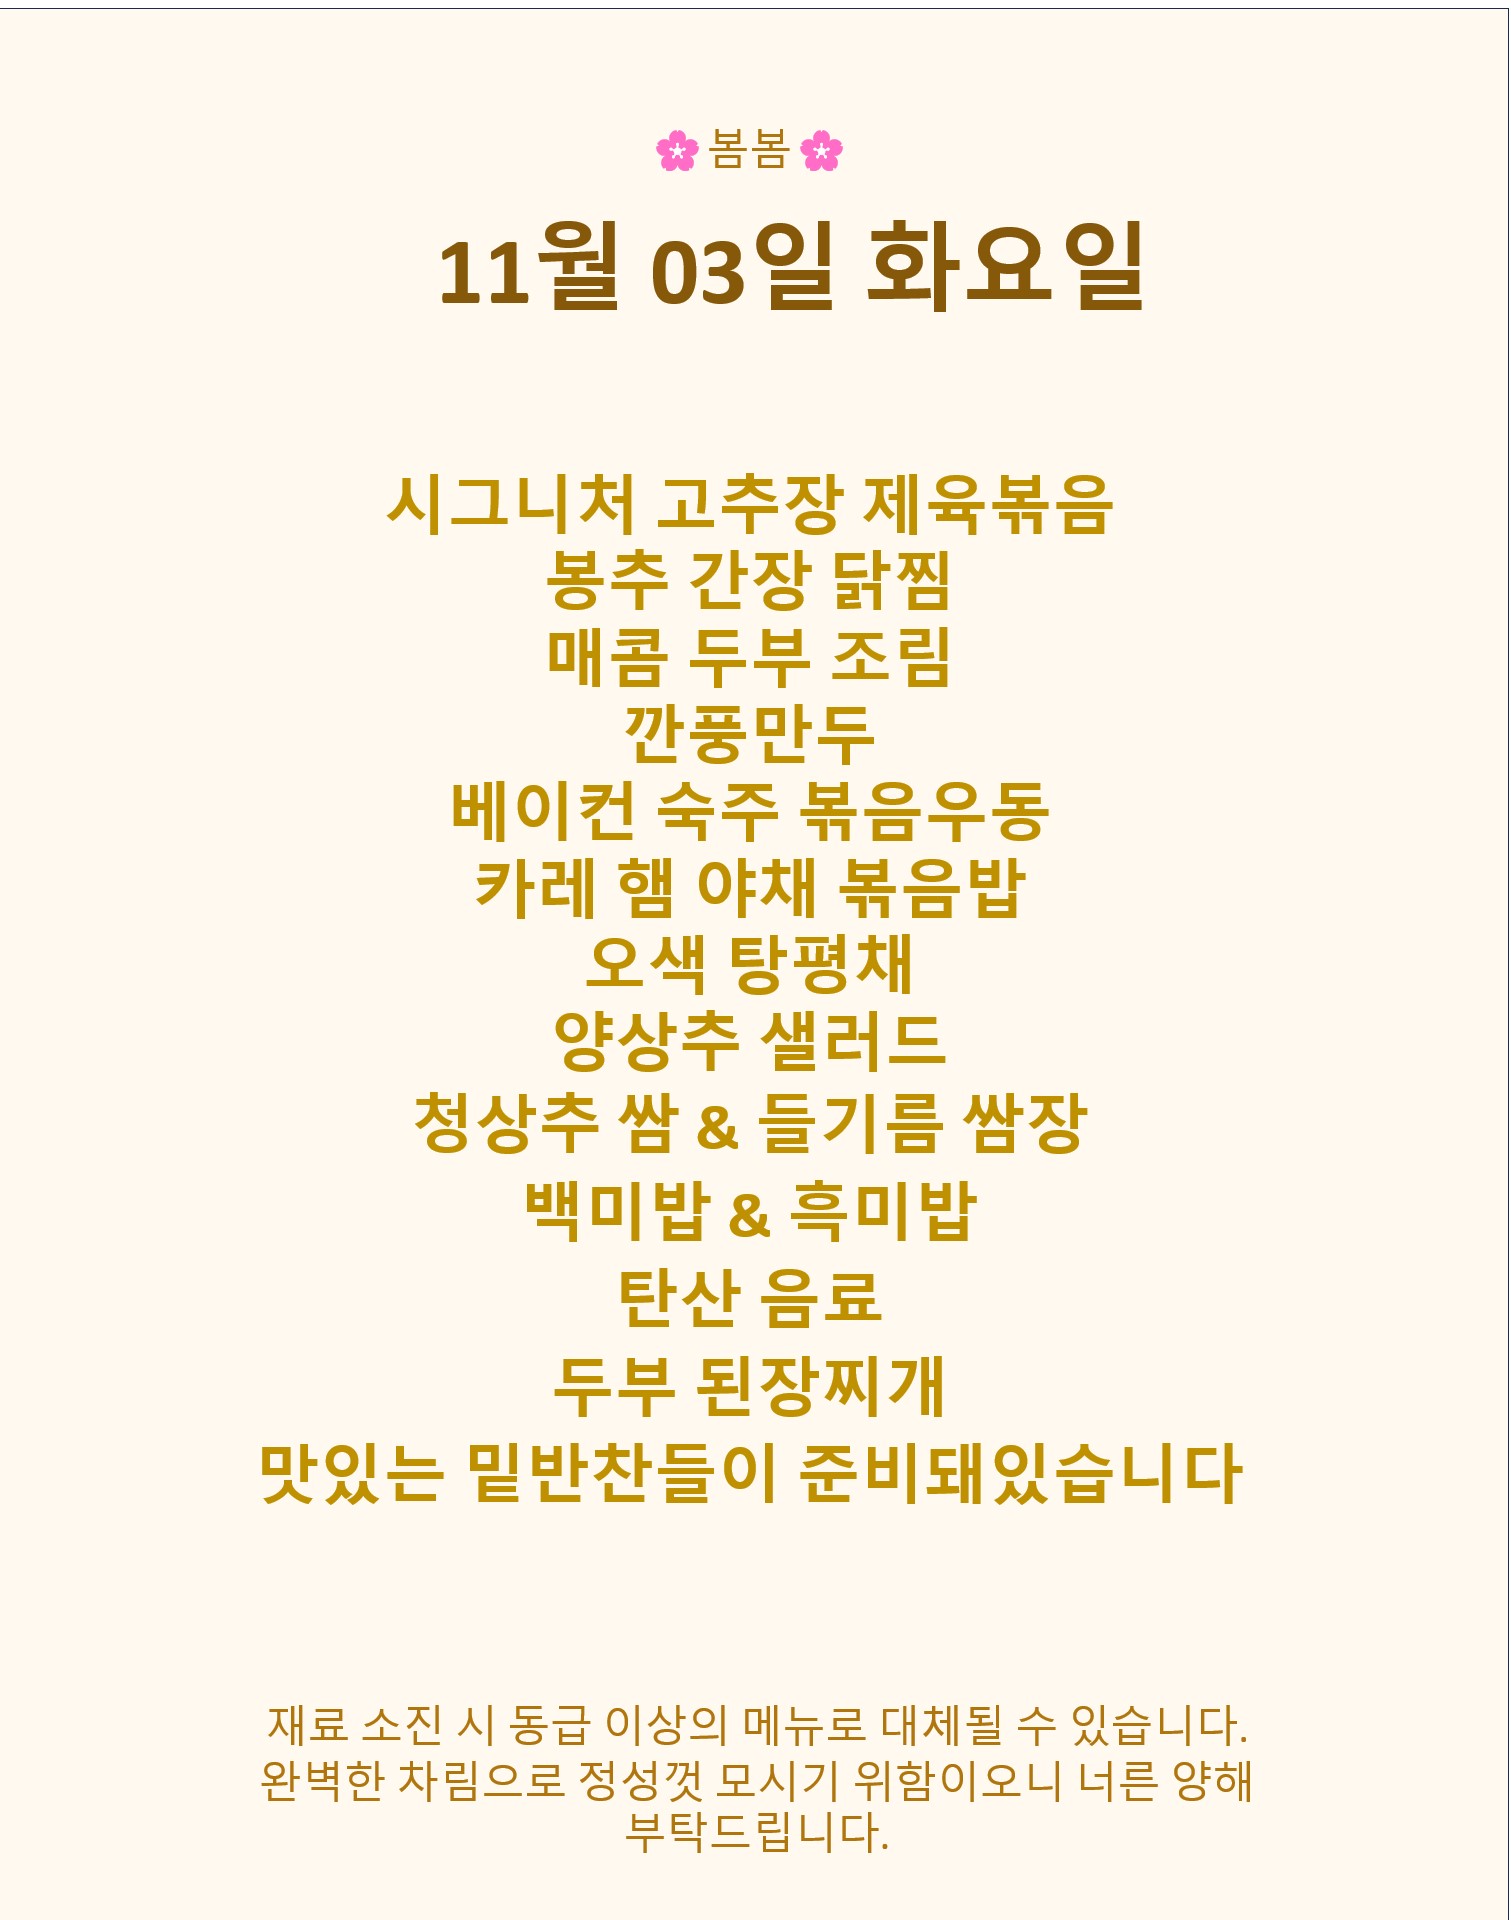 🌸 봄봄 🌸
11월 03일 화요일
시그니처 고추장 제육볶음
봉추 간장 닭찜
매콤 두부 조림
깐풍만두
베이컨 숙주 볶음우동
카레 햄 야채 볶음밥
오색 탕평채
양상추 샐러드
청상추 쌈 & 들기름 쌈장
백미밥 & 흑미밥
탄산 음료
두부 된장찌개
맛있는 밑반찬들이 준비돼있습니다
재료 소진 시 동급 이상의 메뉴로 대체될 수 있습니다.
완벽한 차림으로 정성껏 모시기 위함이오니 너른 양해
부탁드립니다.